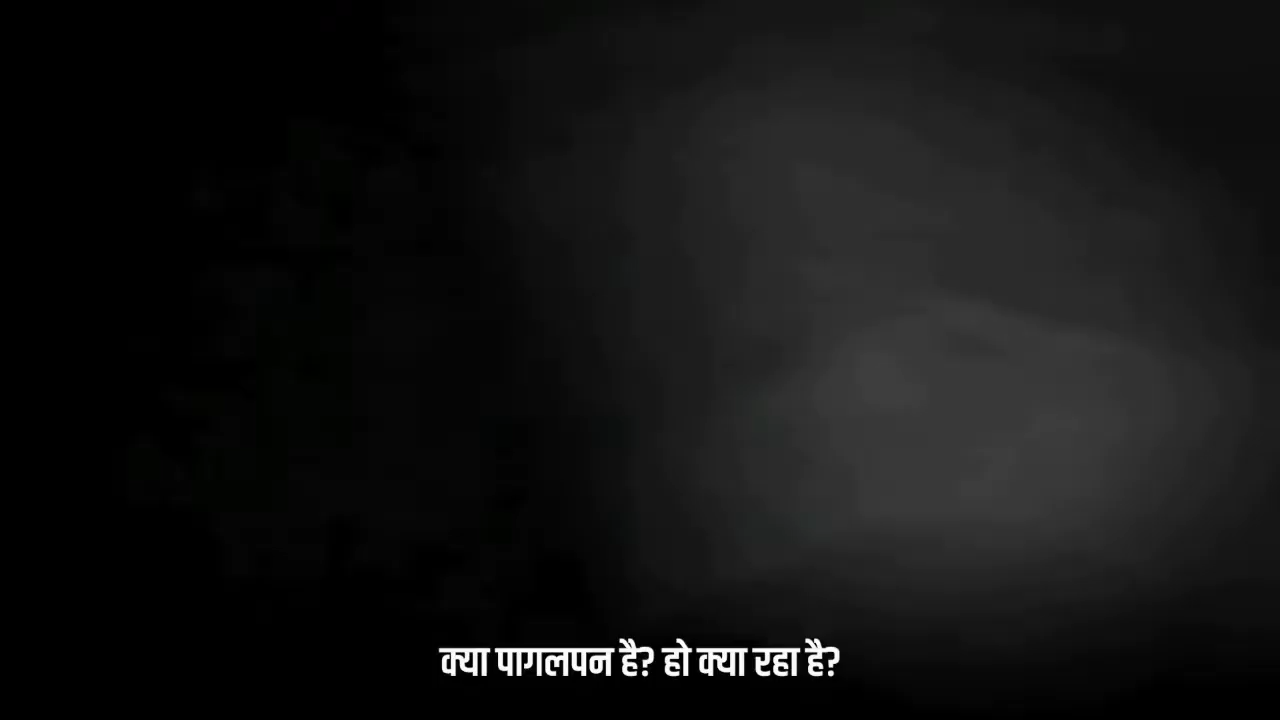 क्या पागलपन है? हो क्या रहा है?